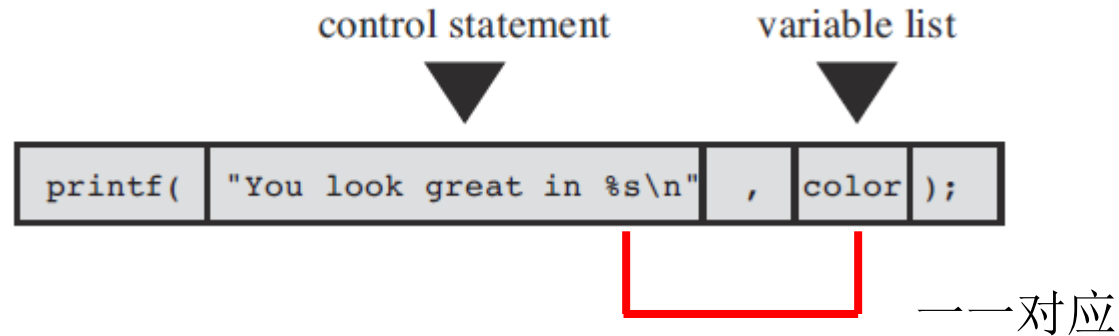 control statement variable list
printf( "You look great in %s\n" , color );
一一对应